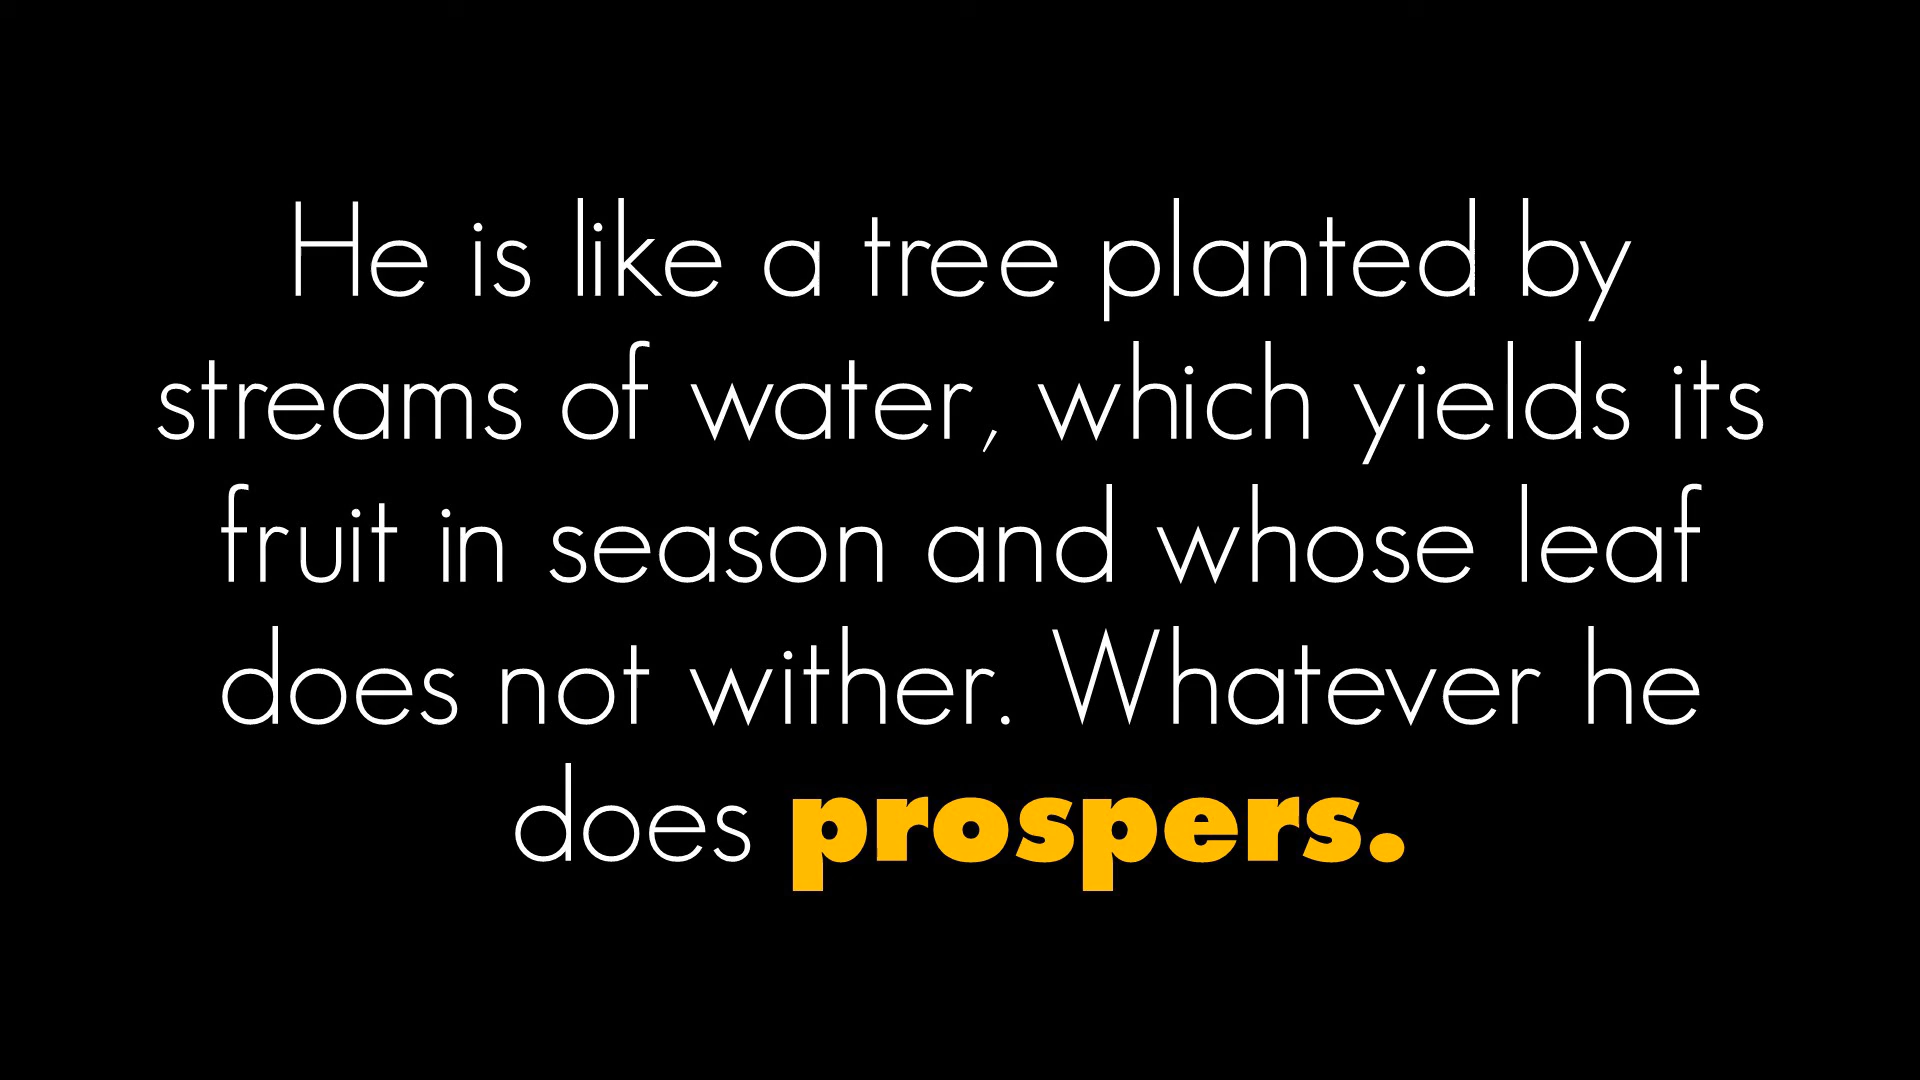 He is like a tree planted by
streams of water, which yields its
fruit in season and whose leaf
does not wither. Whatever he
does prospers.